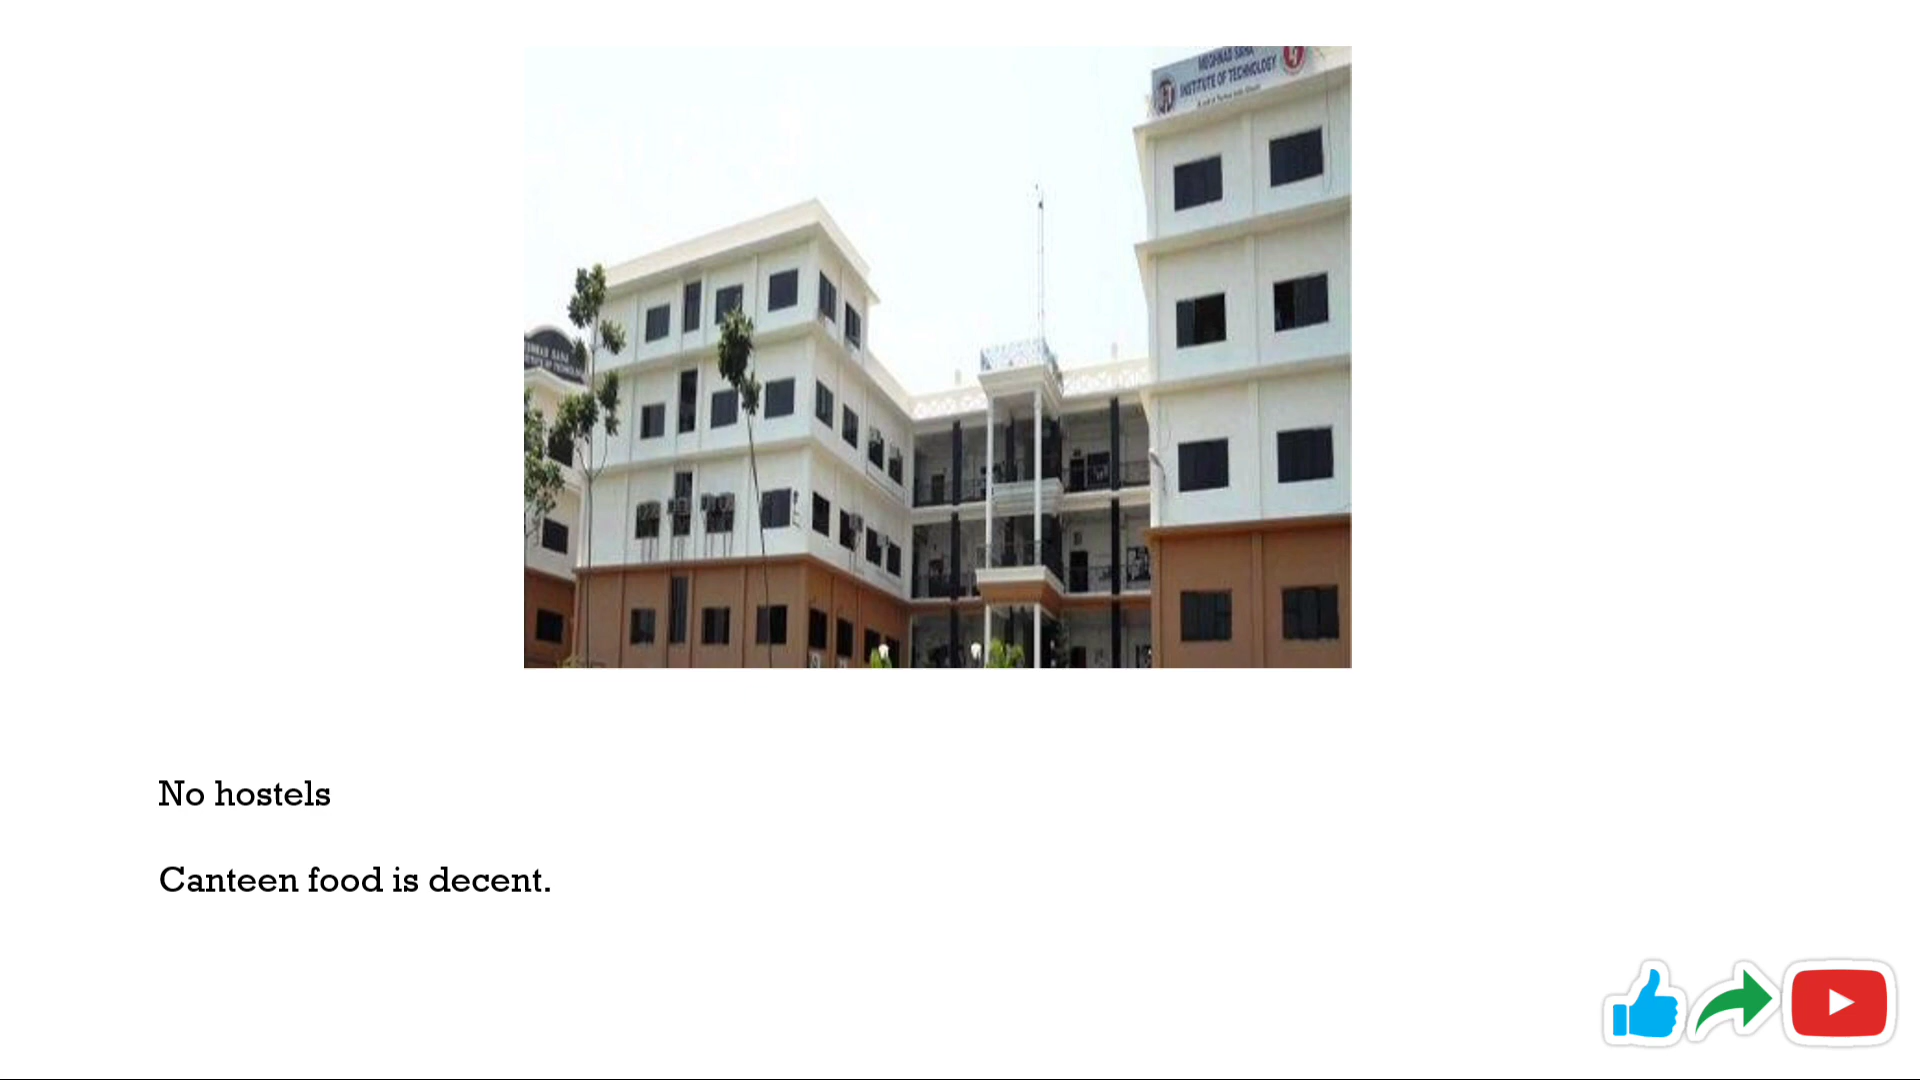 MEGHNAD SAHA
INSTITUTE OF TECHNOLOGY
No hostels
Canteen food is decent.